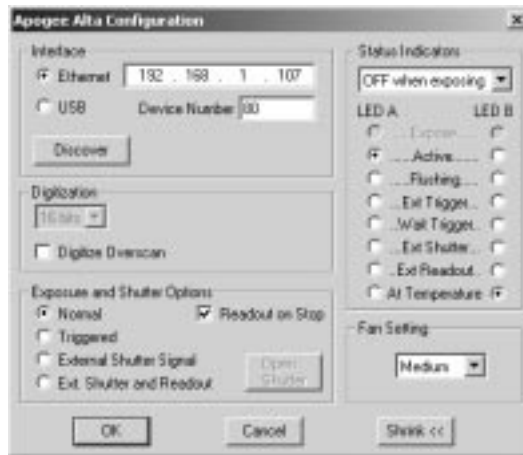 Apogee Alta Configuration
Interface
Ethernet 192 . 168 . 1 . 107
USB Device Number 80
Discover
Digitization
16 bits
Digitize Overscan
Exposure and Shutter Options
Normal Readout on Stop
Triggered
External Shutter Signal
Ext. Shutter and Readout
Open Shutter
Status Indicators
OFF when exposing
LED A LED B
...Expose...
.....Active.....
....Flushing....
...Ext Trigger...
...Wait Trigger...
...Ext Shutter...
...Ext Readout..
At Temperature
Fan Setting
Medium
OK Cancel Shrink <<